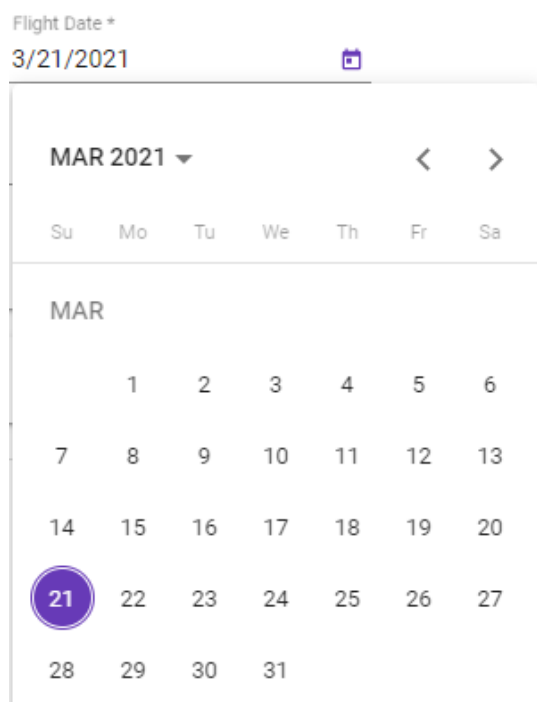 Flight Date *
3/21/2021
MAR 2021
Su Mo Tu We Th Fr Sa
MAR
1 2 3 4 5 6
7 8 9 10 11 12 13
14 15 16 17 18 19 20
21 22 23 24 25 26 27
28 29 30 31